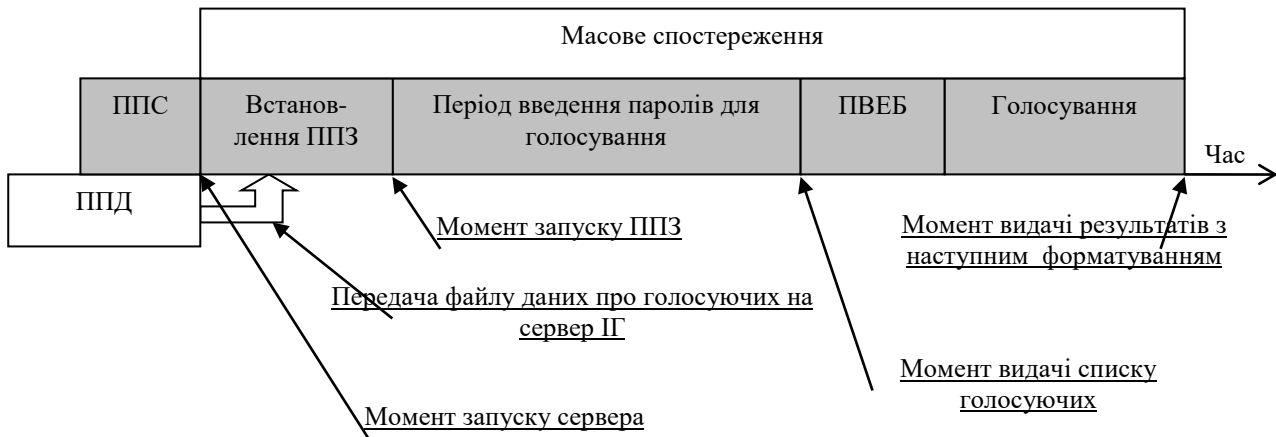 Масове спостереження
ППС
Встанов-
лення ППЗ
Період введення паролів для
голосування
ПВЕБ
Голосування
Час
ППД
Момент запуску ППЗ
Момент видачі результатів з
наступним форматуванням
Передача файлу даних про голосуючих на
сервер ІГ
Момент видачі списку
голосуючих
Момент запуску сервера